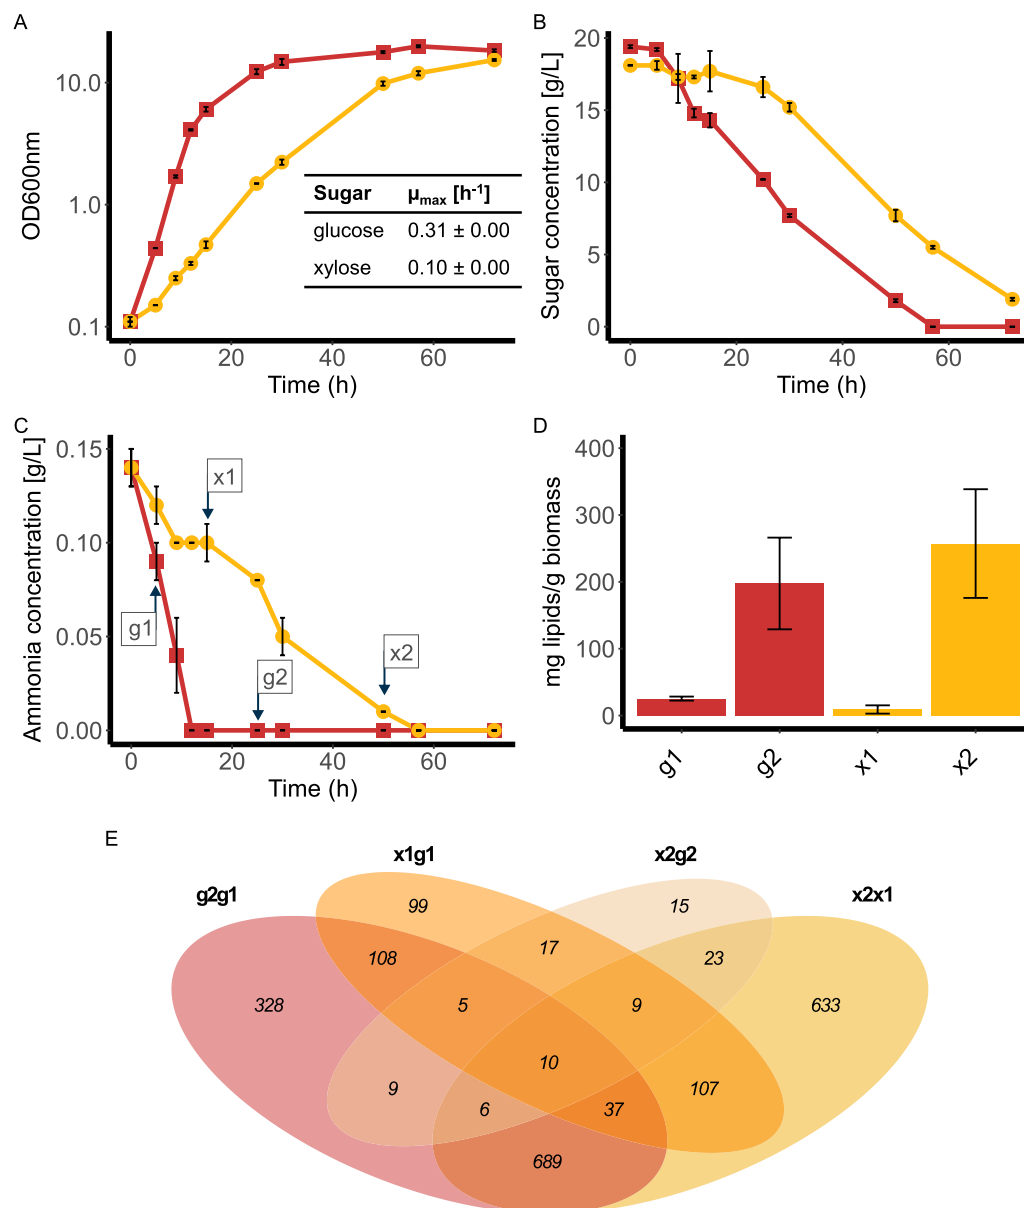 A
OD600nm
10.0
1.0
0.1
0
20
40
60
Time (h)
Sugar μmax [h-1]
glucose 0.31 ± 0.00
xylose 0.10 ± 0.00
B
Sugar concentration [g/L]
20
15
10
5
0
0
20
40
60
Time (h)
C
Ammonia concentration [g/L]
0.15
0.10
0.05
0.00
0
20
40
60
Time (h)
x1
g1
g2
x2
D
mg lipids/g biomass
400
300
200
100
0
g1
g2
x1
x2
E
x1g1
x2g2
g2g1
x2x1
99
15
108
17
23
328
5
9
633
10
9
6
37
107
689